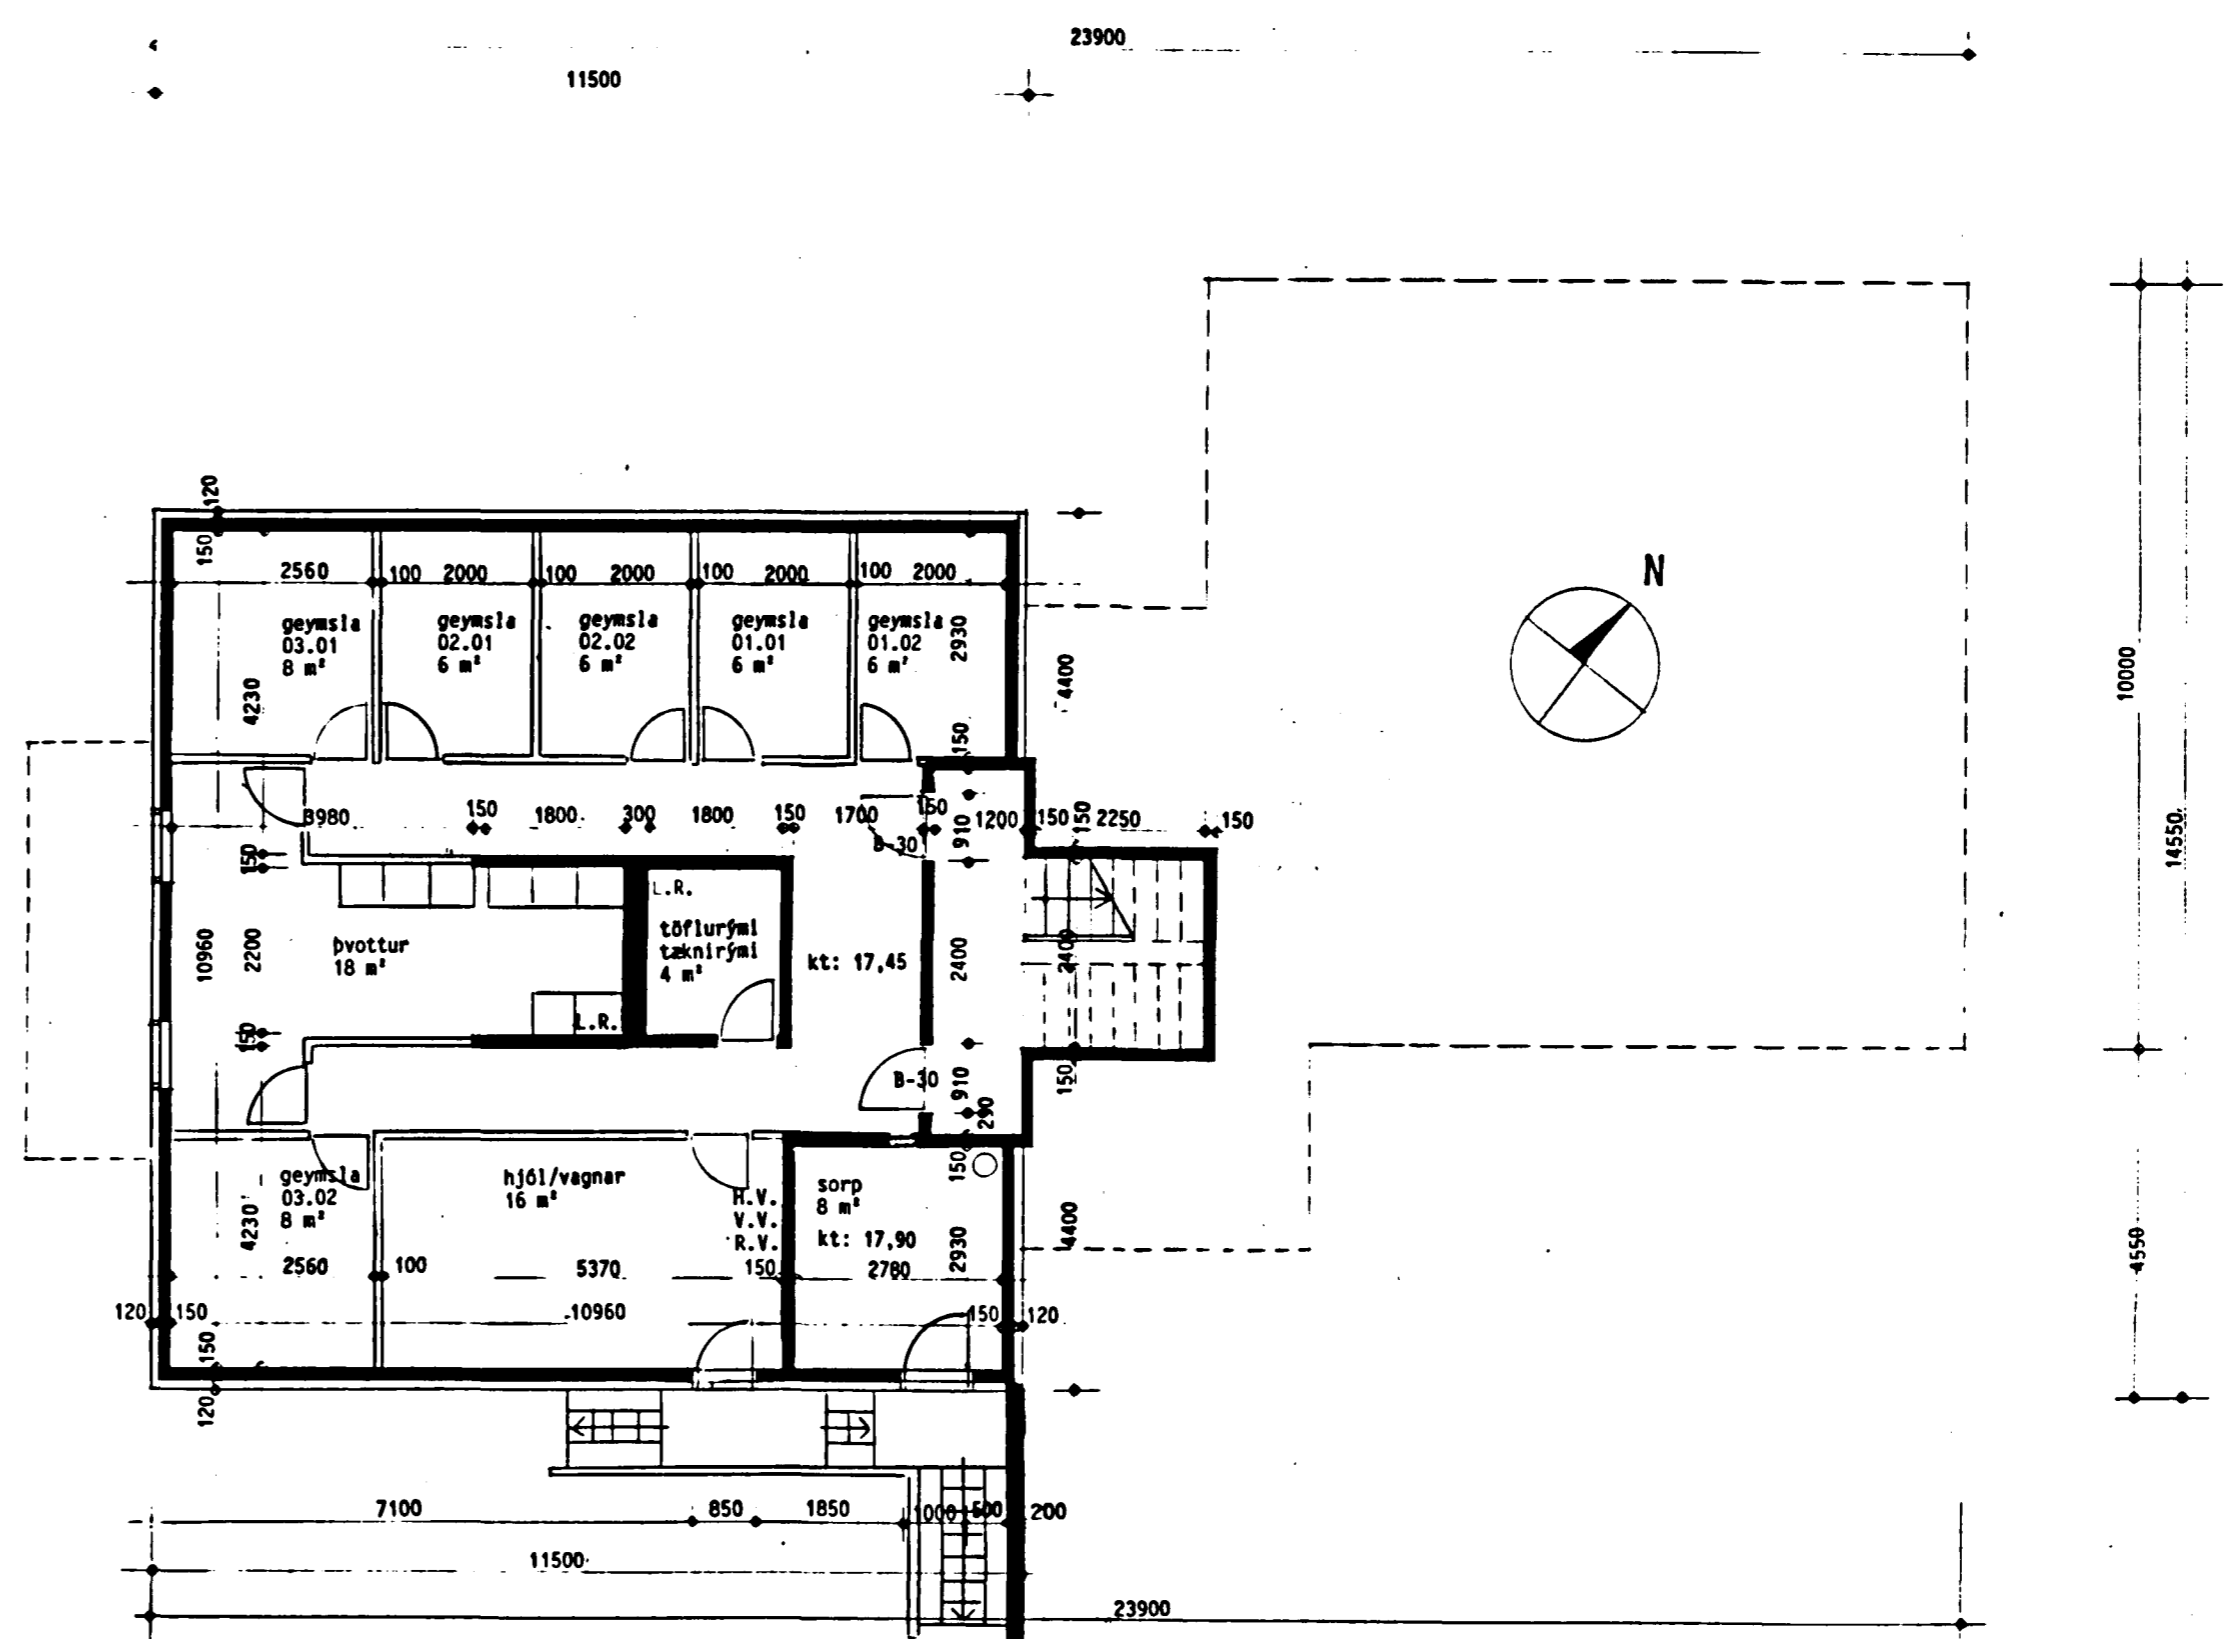 23900
11500
N
120
150
2560
100
2000
100
2000
100
2000
100
2000
geymsla
03.01
8 m²
geymsla
02.01
6 m²
geymsla
02.02
6 m²
geymsla
01.01
6 m²
geymsla
01.02
6 m²
2930
4230
4400
150
10000
14550
3980
150
1800
300
1800
150
1700
150
1200
150
2250
150
150
910
B-30
150
L.R.
töflurými
tæknirými
4 m²
þvottur
18 m²
10960
2200
kt: 17,45
2400
2400
L.R.
150
B-30
910
290
150
geymsla
03.02
8 m²
hjól/vagnar
16 m²
H.V.
V.V.
R.V.
sorp
8 m²
kt: 17,90
150
2930
4400
4550
4230
2560
100
5370
150
2780
120
150
10960
150
120
150
120
7100
850
1850
1000
500
200
11500
23900